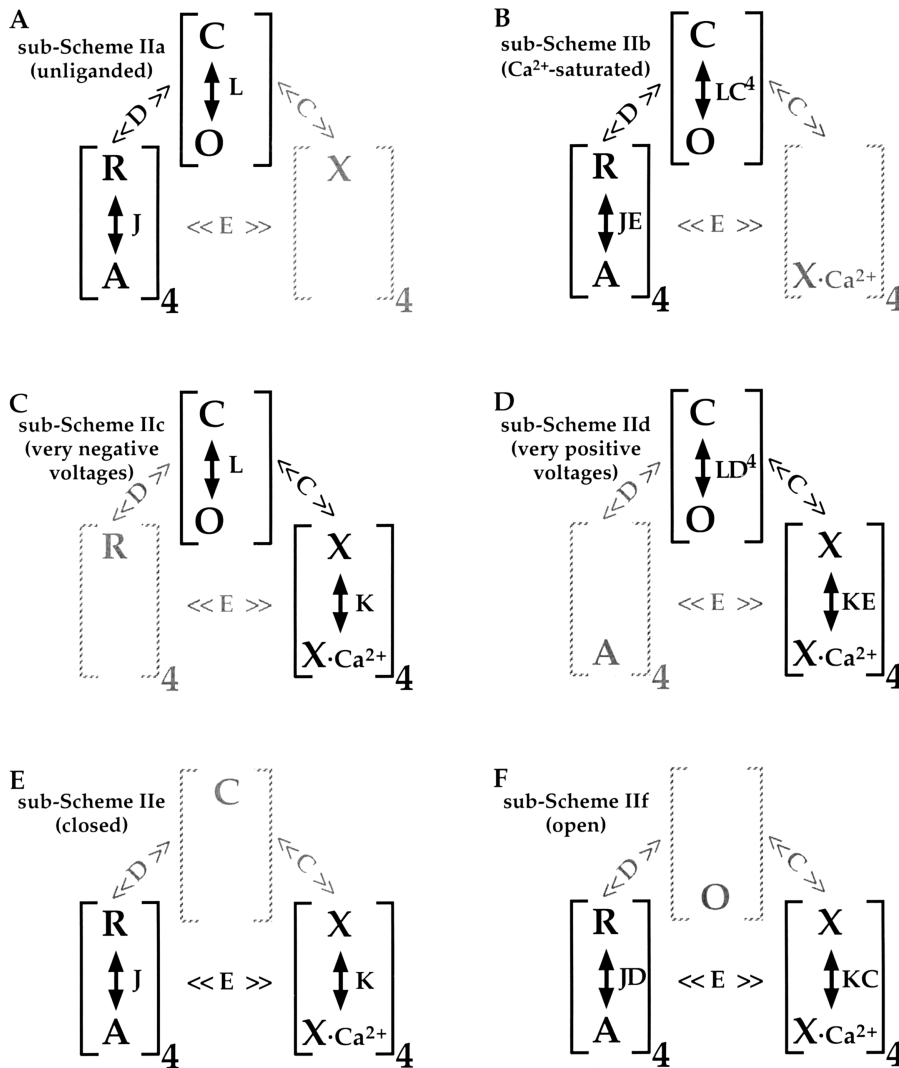 A
sub-Scheme IIa
(unliganded)
C
L
O
<< D >>
<< C >>
R
J
A
4
<< E >>
X
4
B
sub-Scheme IIb
(Ca²⁺-saturated)
C
LC⁴
O
<< D >>
<< C >>
R
JE
A
4
<< E >>
X·Ca²⁺
4
C
sub-Scheme IIc
(very negative
voltages)
C
L
O
<< D >>
<< C >>
R
4
<< E >>
X
K
X·Ca²⁺
4
D
sub-Scheme IId
(very positive
voltages)
C
LD⁴
O
<< D >>
<< C >>
A
4
<< E >>
X
KE
X·Ca²⁺
4
E
sub-Scheme IIe
(closed)
C
<< D >>
<< C >>
R
J
A
4
<< E >>
X
K
X·Ca²⁺
4
F
sub-Scheme IIf
(open)
O
<< D >>
<< C >>
R
JD
A
4
<< E >>
X
KC
X·Ca²⁺
4